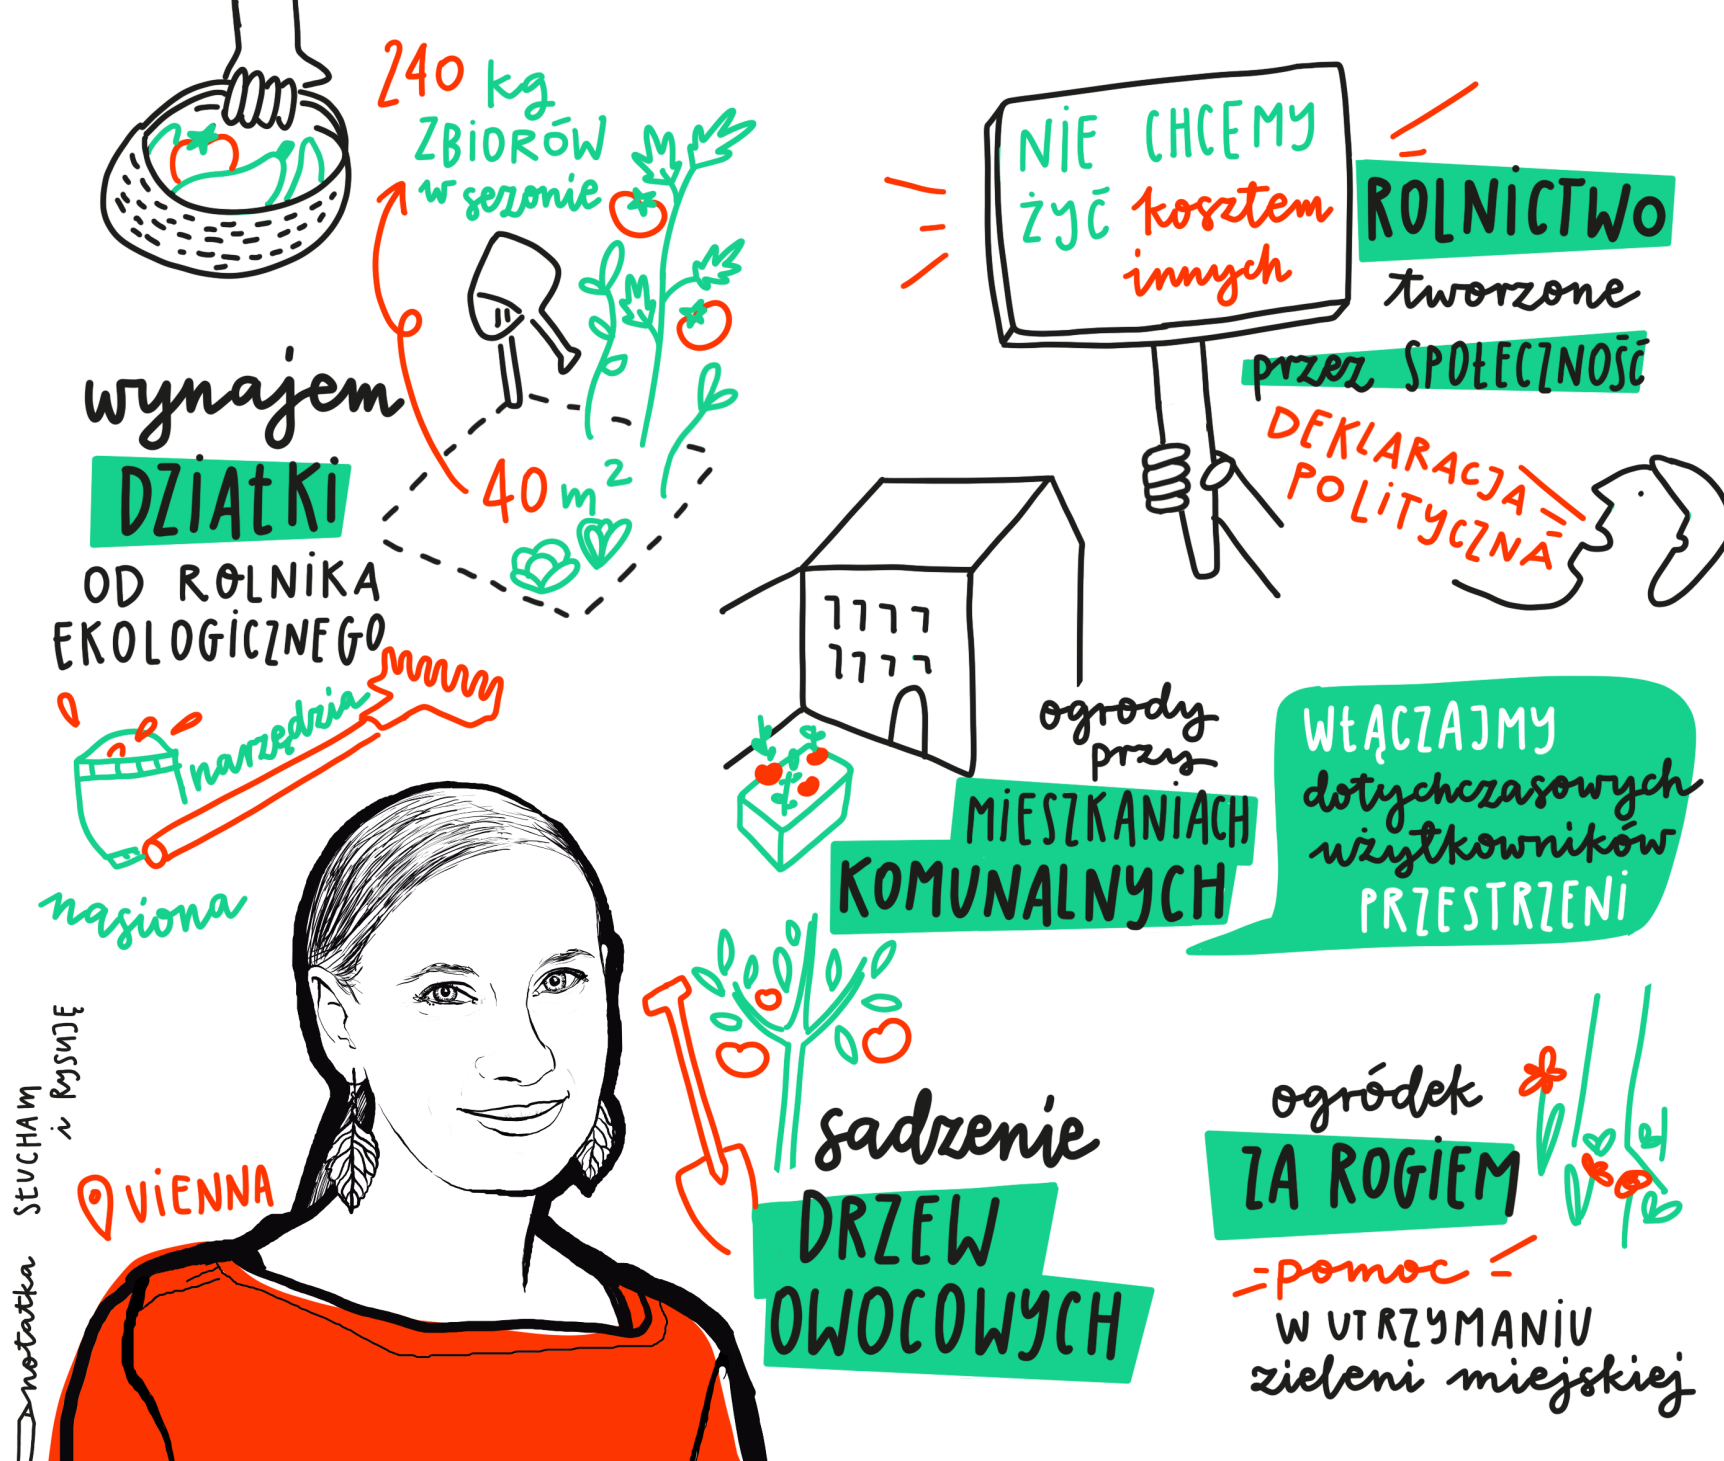 240 kg
ZBIORÓW
w sezonie
40 m²
wynajem
DZIAŁKI
OD ROLNIKA
EKOLOGICZNEGO
narzędzia
nasiona
NIE CHCEMY
ŻYĆ kosztem
innych
ROLNICTWO
tworzone
przez SPOŁECZNOŚĆ
DEKLARACJA
POLITYCZNA
ogrody
przy
MIESZKANIACH
KOMUNALNYCH
WŁĄCZAJMY
dotychczasowych
użytkowników
PRZESTRZENI
VIENNA
sadzenie
DRZEW
OWOCOWYCH
ogródek
ZA ROGIEM
pomoc
W UTRZYMANIU
zieleni miejskiej
notatka SŁUCHAM
i RYSUJĘ